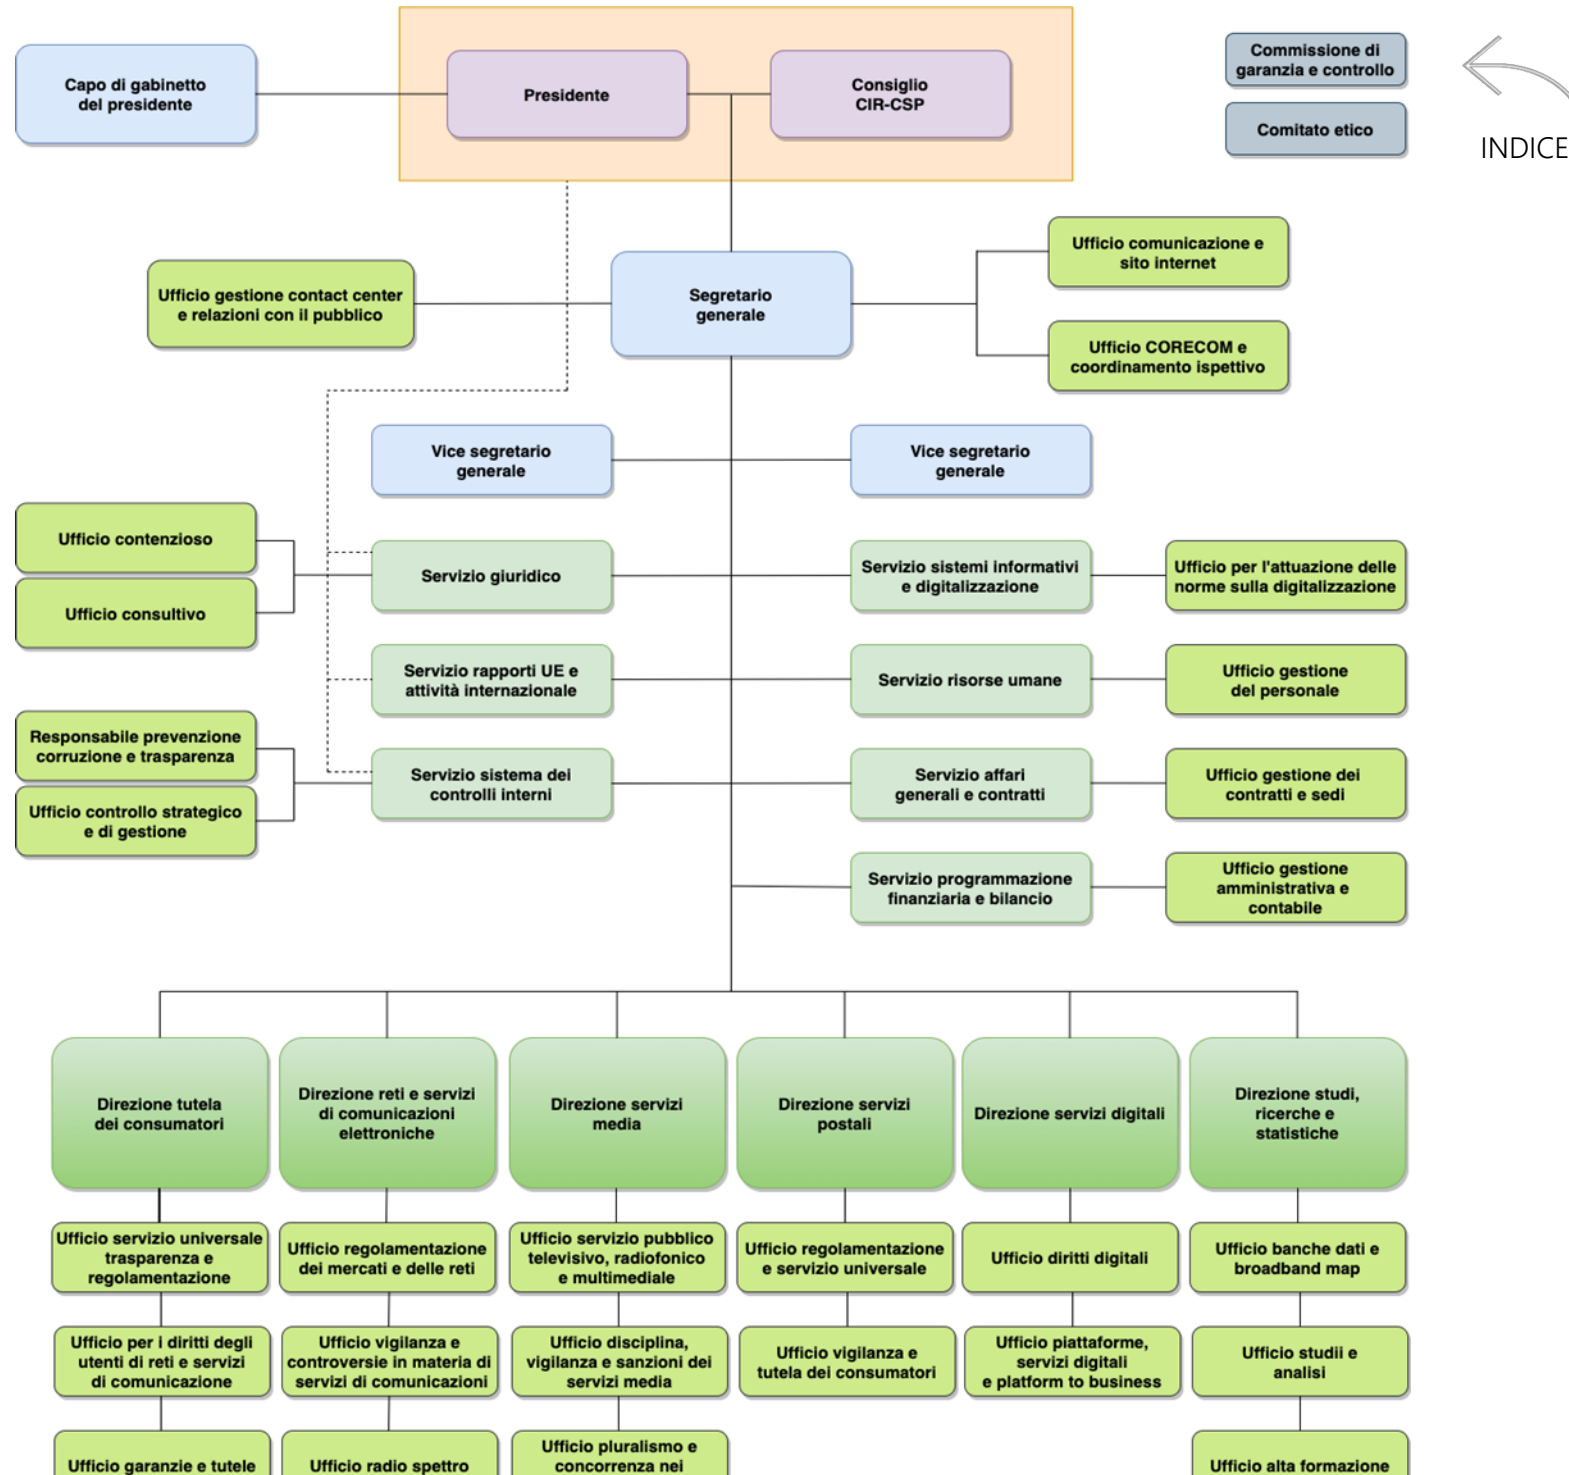 Capo di gabinetto
del presidente
Presidente
Consiglio
CIR-CSP
Commissione di
garanzia e controllo
Comitato etico
INDICE
Ufficio gestione contact center
e relazioni con il pubblico
Segretario
generale
Ufficio comunicazione e
sito internet
Ufficio CORECOM e
coordinamento ispettivo
Vice segretario
generale
Vice segretario
generale
Ufficio contenzioso
Ufficio consultivo
Servizio giuridico
Servizio sistemi informativi
e digitalizzazione
Ufficio per l'attuazione delle
norme sulla digitalizzazione
Servizio rapporti UE e
attività internazionale
Servizio risorse umane
Ufficio gestione
del personale
Responsabile prevenzione
corruzione e trasparenza
Ufficio controllo strategico
e di gestione
Servizio sistema dei
controlli interni
Servizio affari
generali e contratti
Ufficio gestione dei
contratti e sedi
Servizio programmazione
finanziaria e bilancio
Ufficio gestione
amministrativa e
contabile
Direzione tutela
dei consumatori
Direzione reti e servizi
di comunicazioni
elettroniche
Direzione servizi
media
Direzione servizi
postali
Direzione servizi digitali
Direzione studi,
ricerche e
statistiche
Ufficio servizio universale
trasparenza e
regolamentazione
Ufficio regolamentazione
dei mercati e delle reti
Ufficio servizio pubblico
televisivo, radiofonico
e multimediale
Ufficio regolamentazione
e servizio universale
Ufficio diritti digitali
Ufficio banche dati e
broadband map
Ufficio per i diritti degli
utenti di reti e servizi
di comunicazione
Ufficio vigilanza e
controversie in materia di
servizi di comunicazioni
Ufficio disciplina,
vigilanza e sanzioni dei
servizi media
Ufficio vigilanza e
tutela dei consumatori
Ufficio piattaforme,
servizi digitali
e platform to business
Ufficio studii e
analisi
Ufficio garanzie e tutele
Ufficio radio spettro
Ufficio pluralismo e
concorrenza nei
Ufficio alta formazione